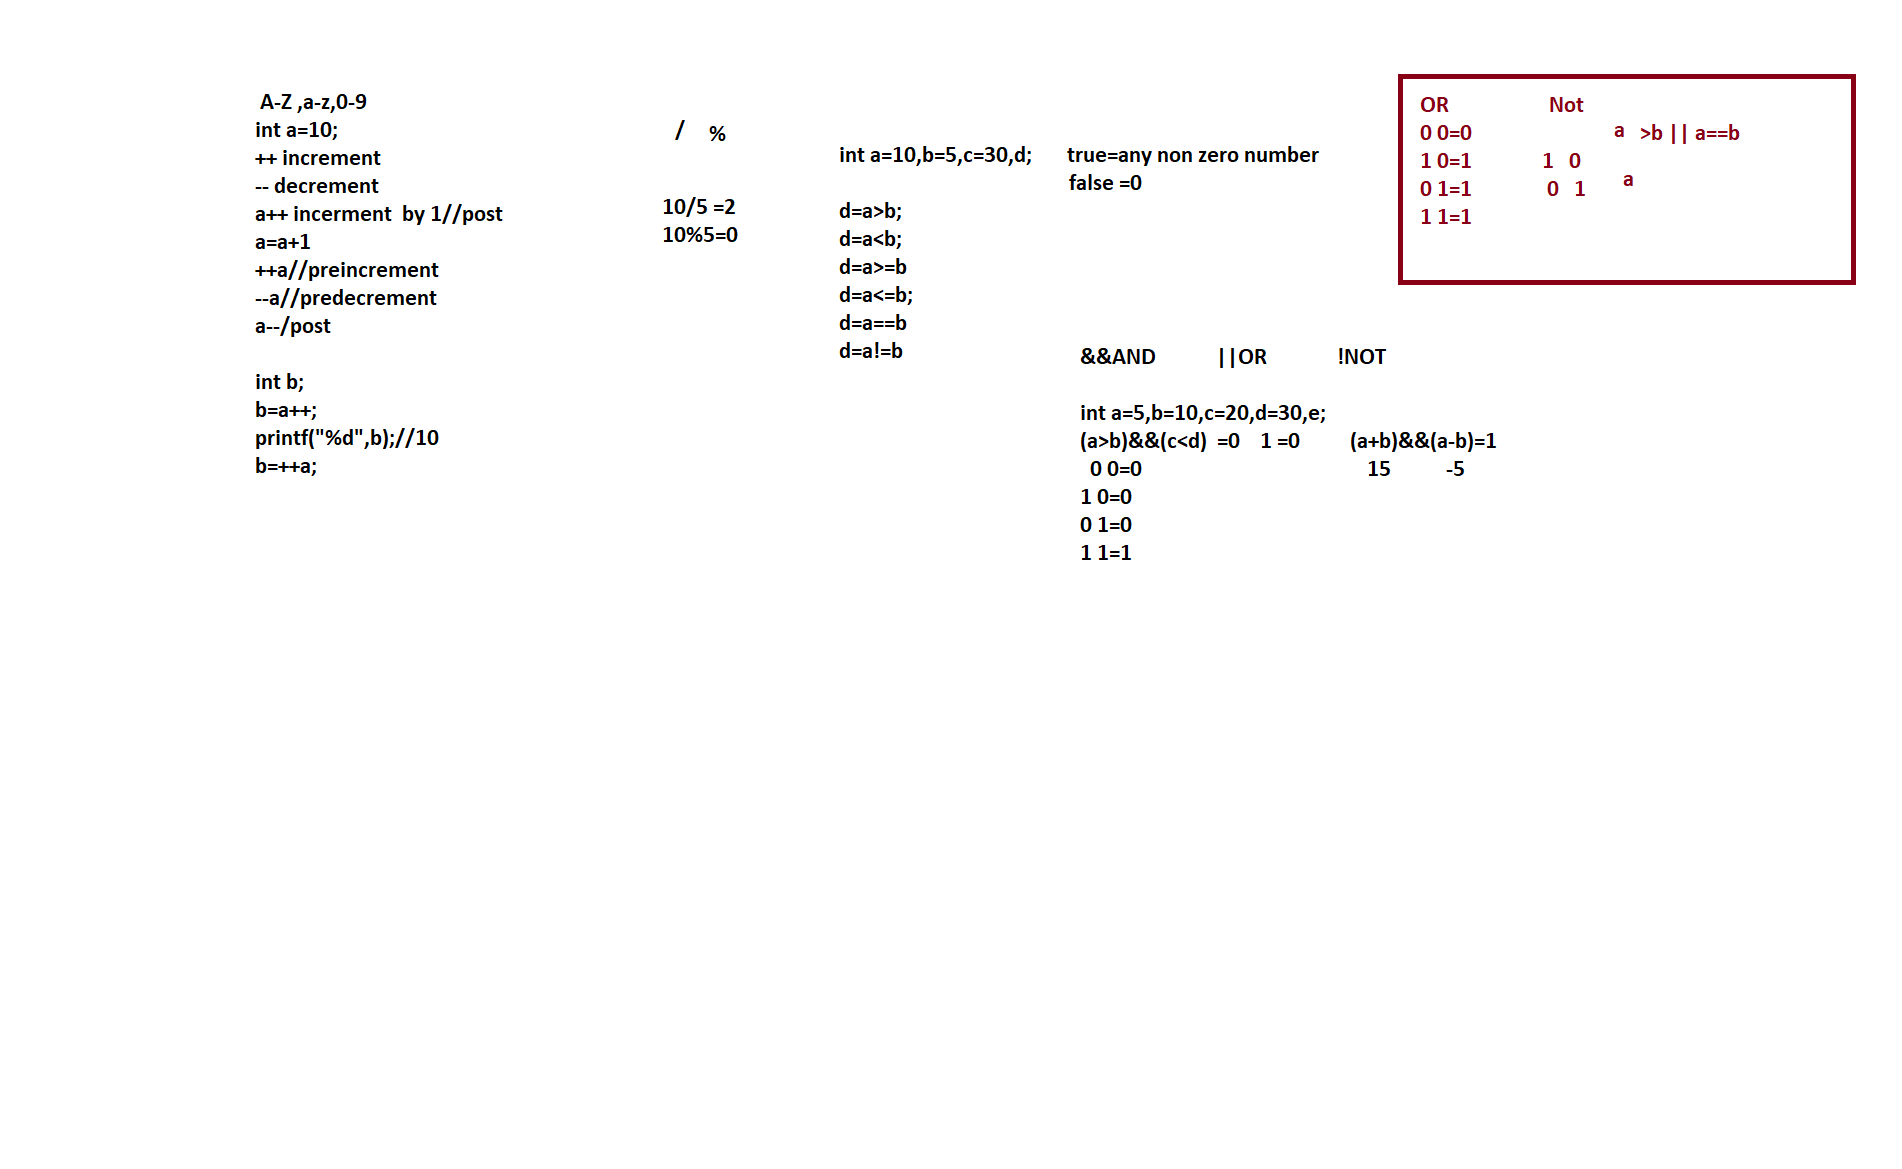 A-Z ,a-z,0-9
int a=10;
++ increment
-- decrement
a++ incerment  by 1//post
a=a+1
++a//preincrement
--a//predecrement
a--/post
int b;
b=a++;
printf("%d",b);//10
b=++a;
/ %
10/5 =2
10%5=0
int a=10,b=5,c=30,d;
d=a>b;
d=a<b;
d=a>=b
d=a<=b;
d=a==b
d=a!=b
true=any non zero number
false =0
&&AND ||OR !NOT
int a=5,b=10,c=20,d=30,e;
(a>b)&&(c<d) =0 1 =0 (a+b)&&(a-b)=1
0 0=0 15 -5
1 0=0
0 1=0
1 1=1
OR Not
0 0=0 a >b || a==b
1 0=1 1 0
0 1=1 0 1 a
1 1=1